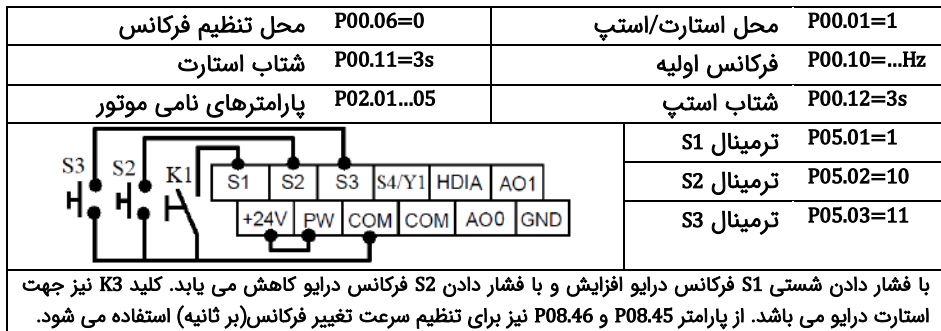 محل استارت/استپ P00.01=1 محل تنظیم فرکانس P00.06=0
فرکانس اولیه P00.10=...Hz شتاب استارت P00.11=3s
شتاب استپ P00.12=3s پارامترهای نامی موتور P02.01...05
ترمینال S1 P05.01=1
ترمینال S2 P05.02=10
ترمینال S3 P05.03=11
S3 S2 K1
S1 S2 S3 S4/Y1 HDIA AO1
+24V PW COM COM AO0 GND
با فشار دادن شستی S1 فرکانس درایو افزایش و با فشار دادن S2 فرکانس درایو کاهش می یابد. کلید K3 نیز جهت
استارت درایو می باشد. از پارامتر P08.45 و P08.46 نیز برای تنظیم سرعت تغییر فرکانس(بر ثانیه) استفاده می شود.